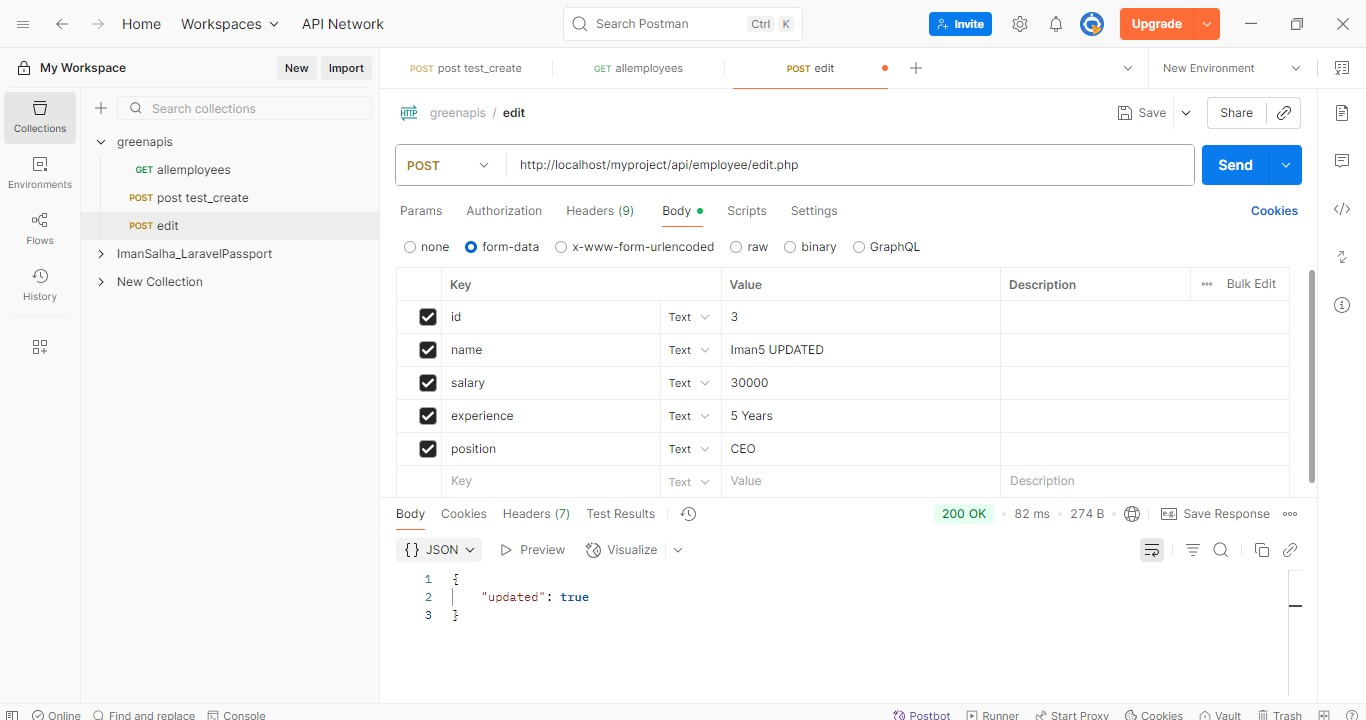 Home Workspaces API Network Search Postman Ctrl K Invite Upgrade
My Workspace New Import POST post test_create GET allemployees POST edit New Environment
Collections
Environments
Flows
History
Search collections
greenapis
GET allemployees
POST post test_create
POST edit
ImanSalha_LaravelPassport
New Collection
HTTP greenapis / edit Save Share
POST http://localhost/myproject/api/employee/edit.php Send
Params Authorization Headers (9) Body Scripts Settings Cookies
none form-data x-www-form-urlencoded raw binary GraphQL
Key Value Description Bulk Edit
id Text 3
name Text Iman5 UPDATED
salary Text 30000
experience Text 5 Years
position Text CEO
Key Text Value Description
Body Cookies Headers (7) Test Results 200 OK 82 ms 274 B e.g. Save Response
{} JSON Preview Visualize
1 {
2 "updated": true
3 }
Online Find and replace Console Postbot Runner Start Proxy Cookies Vault Trash